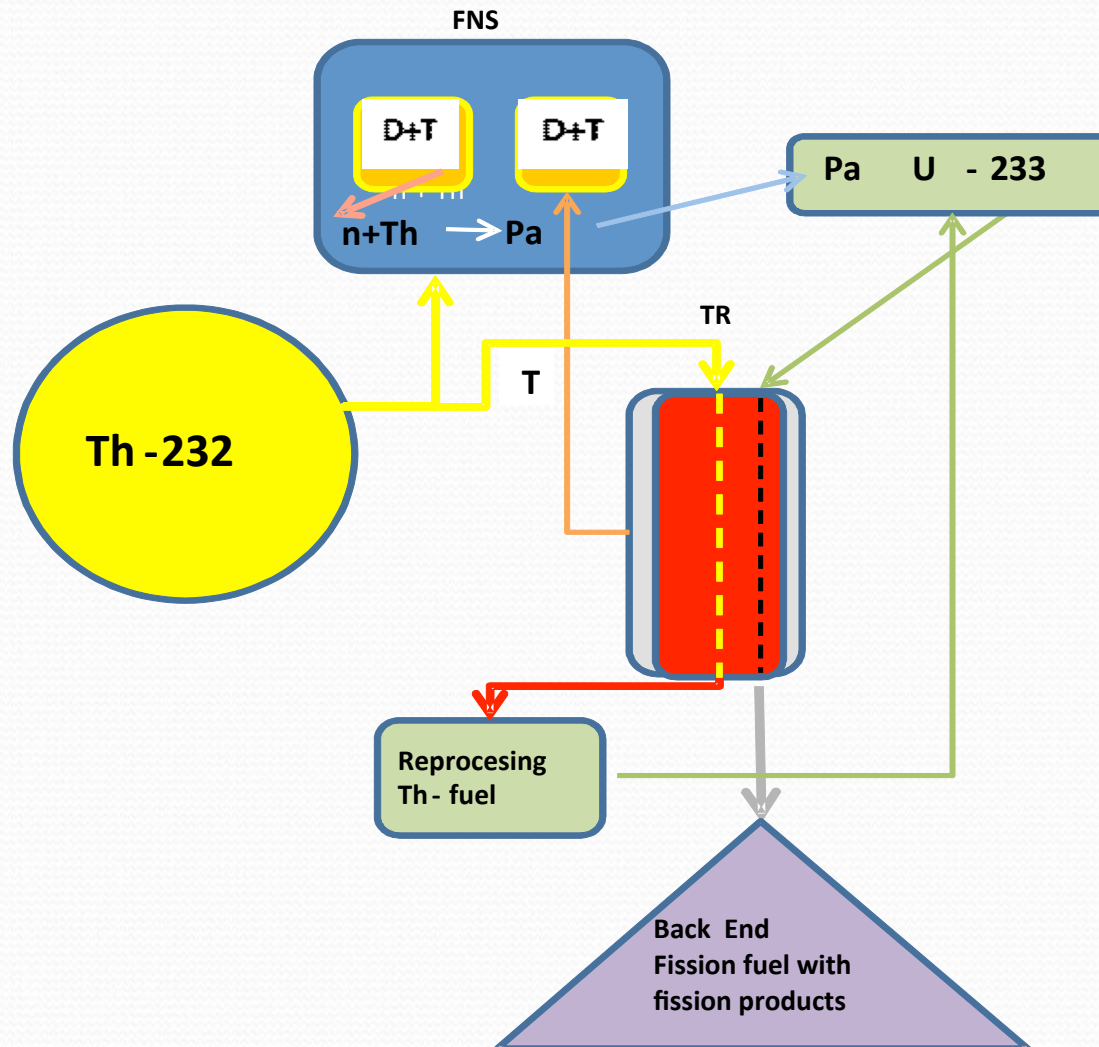 FNS
D+T
D+T
n+Th
Pa
Pa U - 233
TR
T
Th - 232
Reprocesing
Th - fuel
Back End
Fission fuel with
fission products